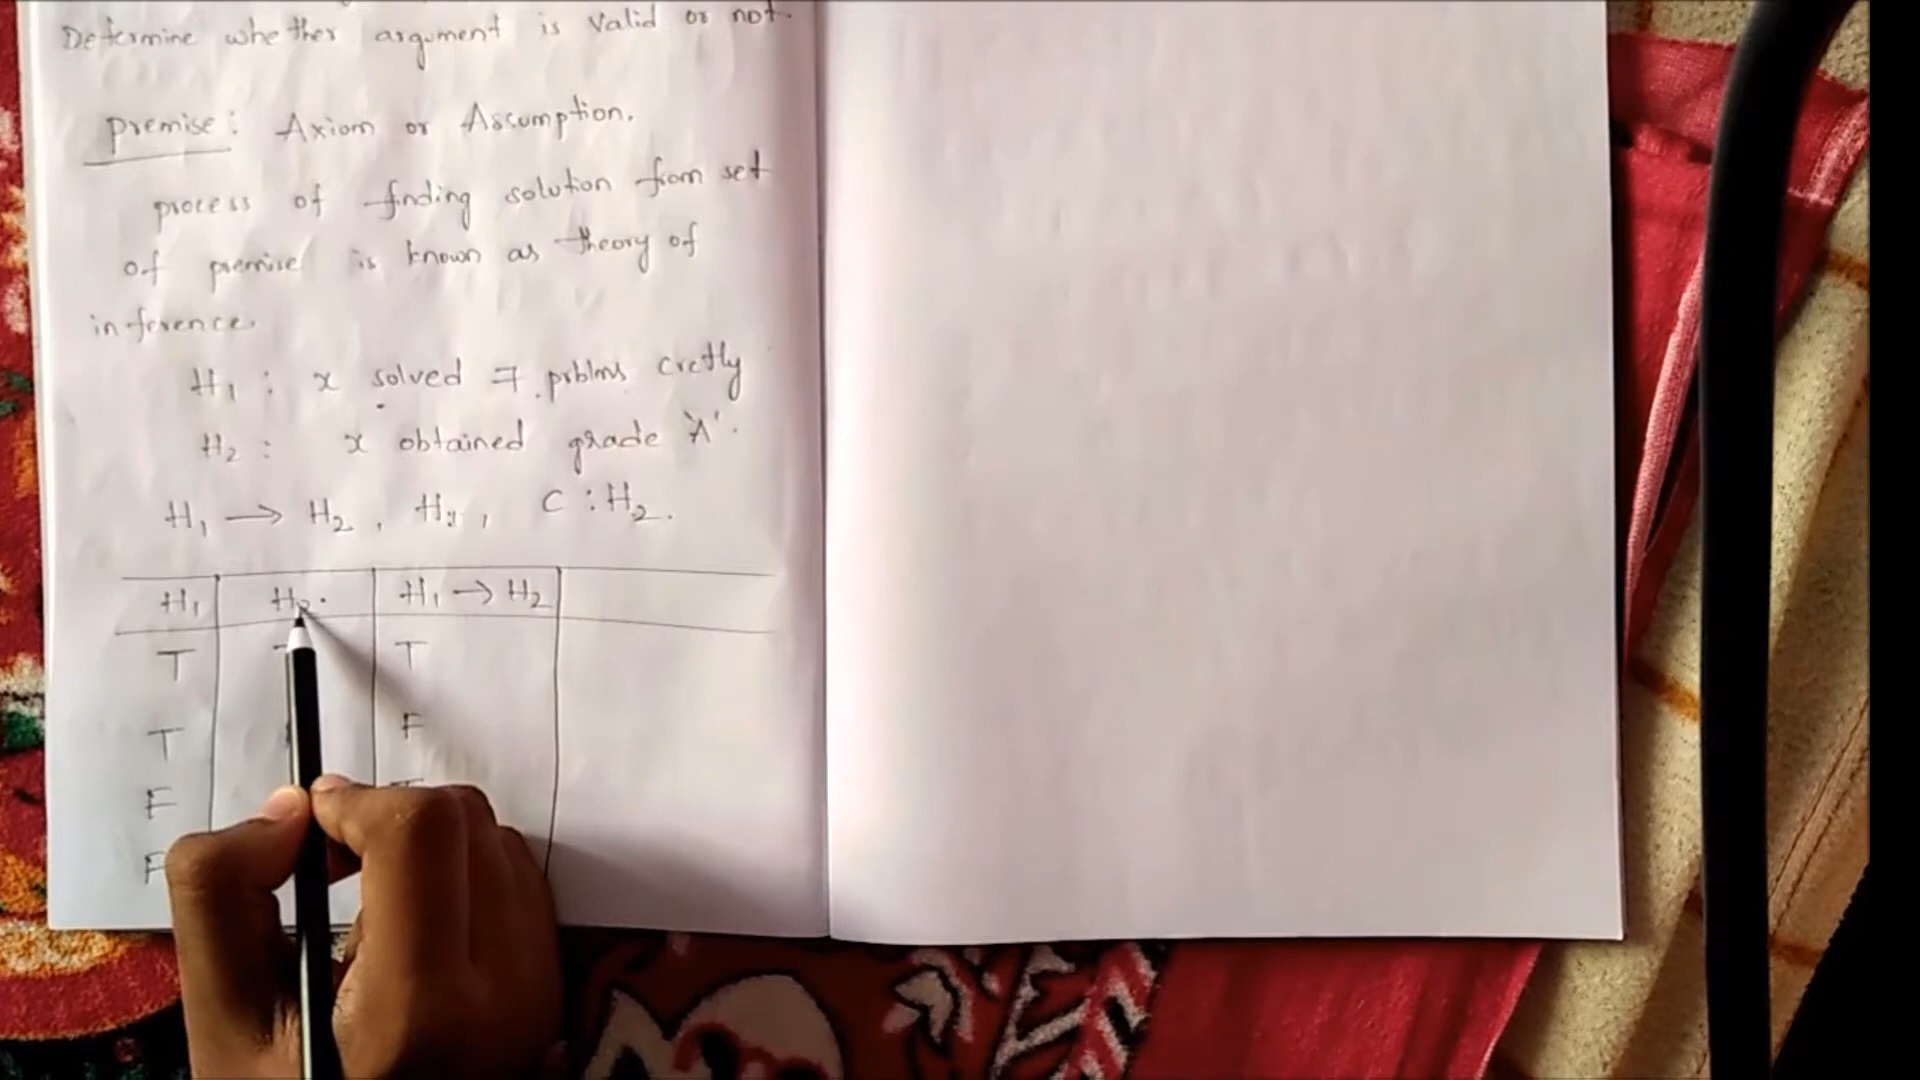 Determine whether argument is valid or not.
premise: Axiom or Assumption.
process of finding solution from set
of premise is known as theory of
inference.
H₁ : x solved 7 prblms crctly
H₂ : x obtained grade 'A'.
H₁ → H₂ , C : H₂.
H₁ H₂. H₁ → H₂
T T
T F
F